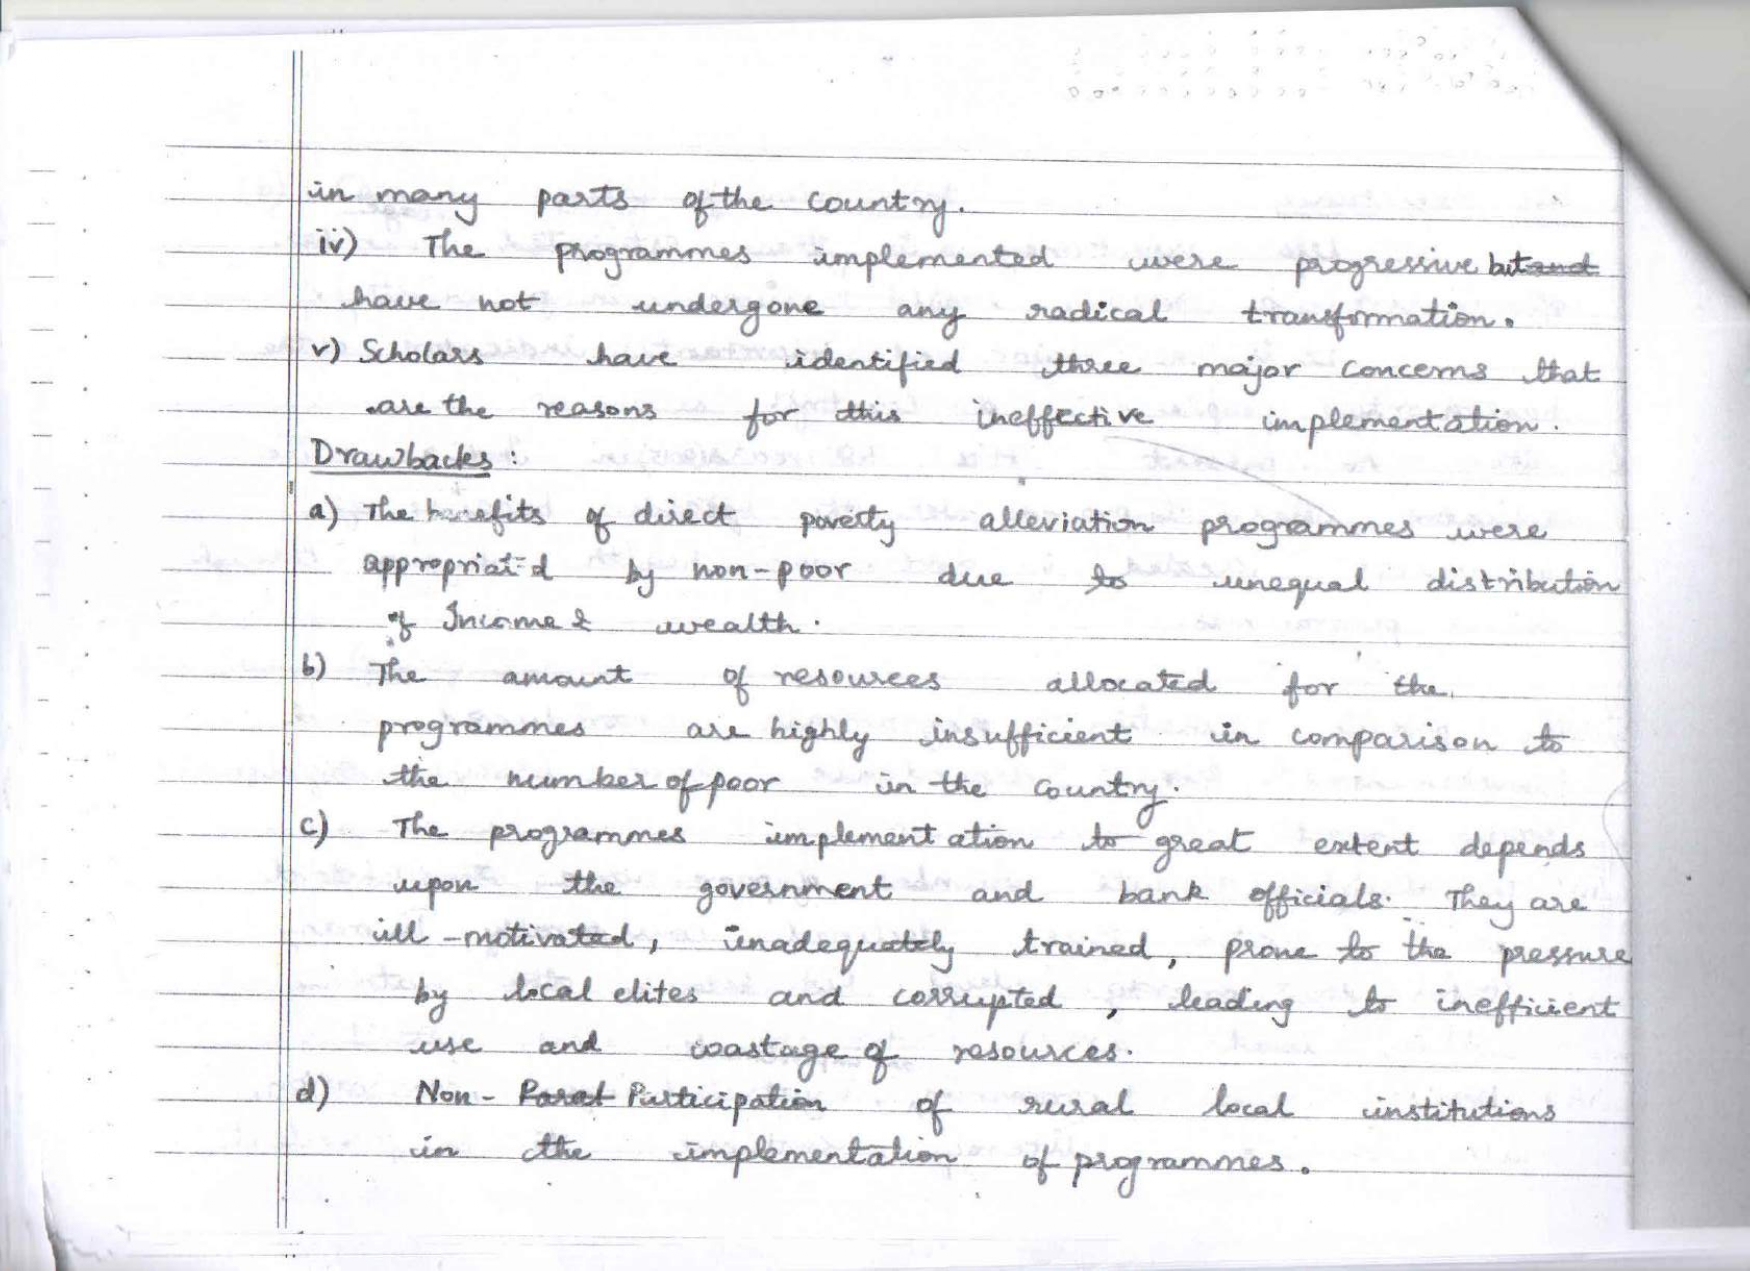 in many parts of the country.
iv) The programmes implemented were progressive but and
have not undergone any radical transformation.
v) Scholars have identified three major concerns that
are the reasons for this ineffective implementation.
Drawbacks :
a) The benefits of direct poverty alleviation programmes were
appropriated by non-poor due to unequal distribution
of Income & wealth.
b) The amount of resources allocated for the
programmes are highly insufficient in comparison to
the number of poor in the country.
c) The programmes implementation to great extent depends
upon the government and bank officials. They are
ill-motivated, inadequately trained, prone to the pressure
by local elites and corrupted, leading to inefficient
use and wastage of resources.
d) Non- Participation of rural local institutions
in the implementation of programmes.